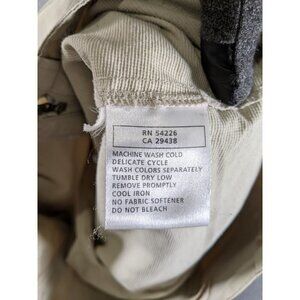 RN 54226
CA 29438
MACHINE WASH COLD
DELICATE CYCLE
WASH COLORS SEPARATELY
TUMBLE DRY LOW
REMOVE PROMPTLY
COOL IRON
NO FABRIC SOFTENER
DO NOT BLEACH